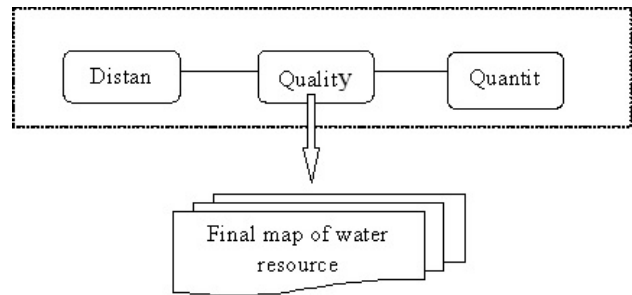 Distan
Quality
Quantit
Final map of water
resource